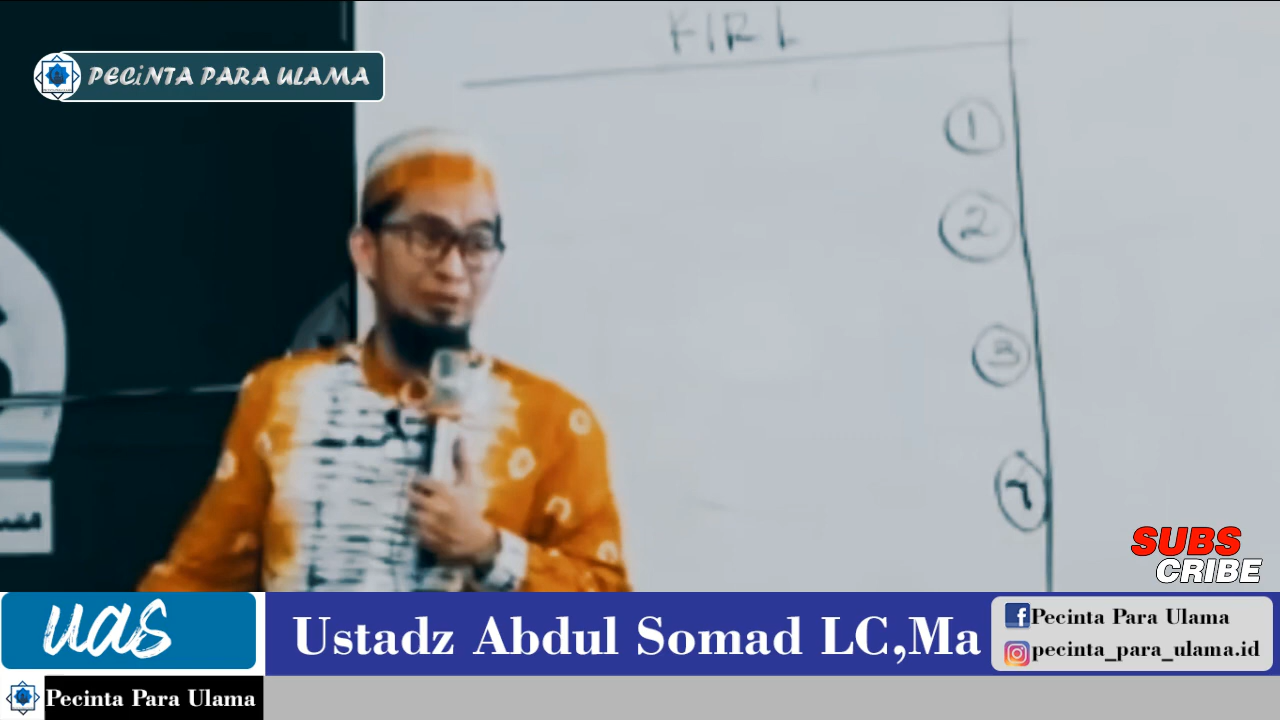 KIRI
PECiNTA PARA ULAMA
1
2
3
4
SUBS
CRIBE
uas
Ustadz Abdul Somad LC,Ma
Pecinta Para Ulama
pecinta_para_ulama.id
Pecinta Para Ulama